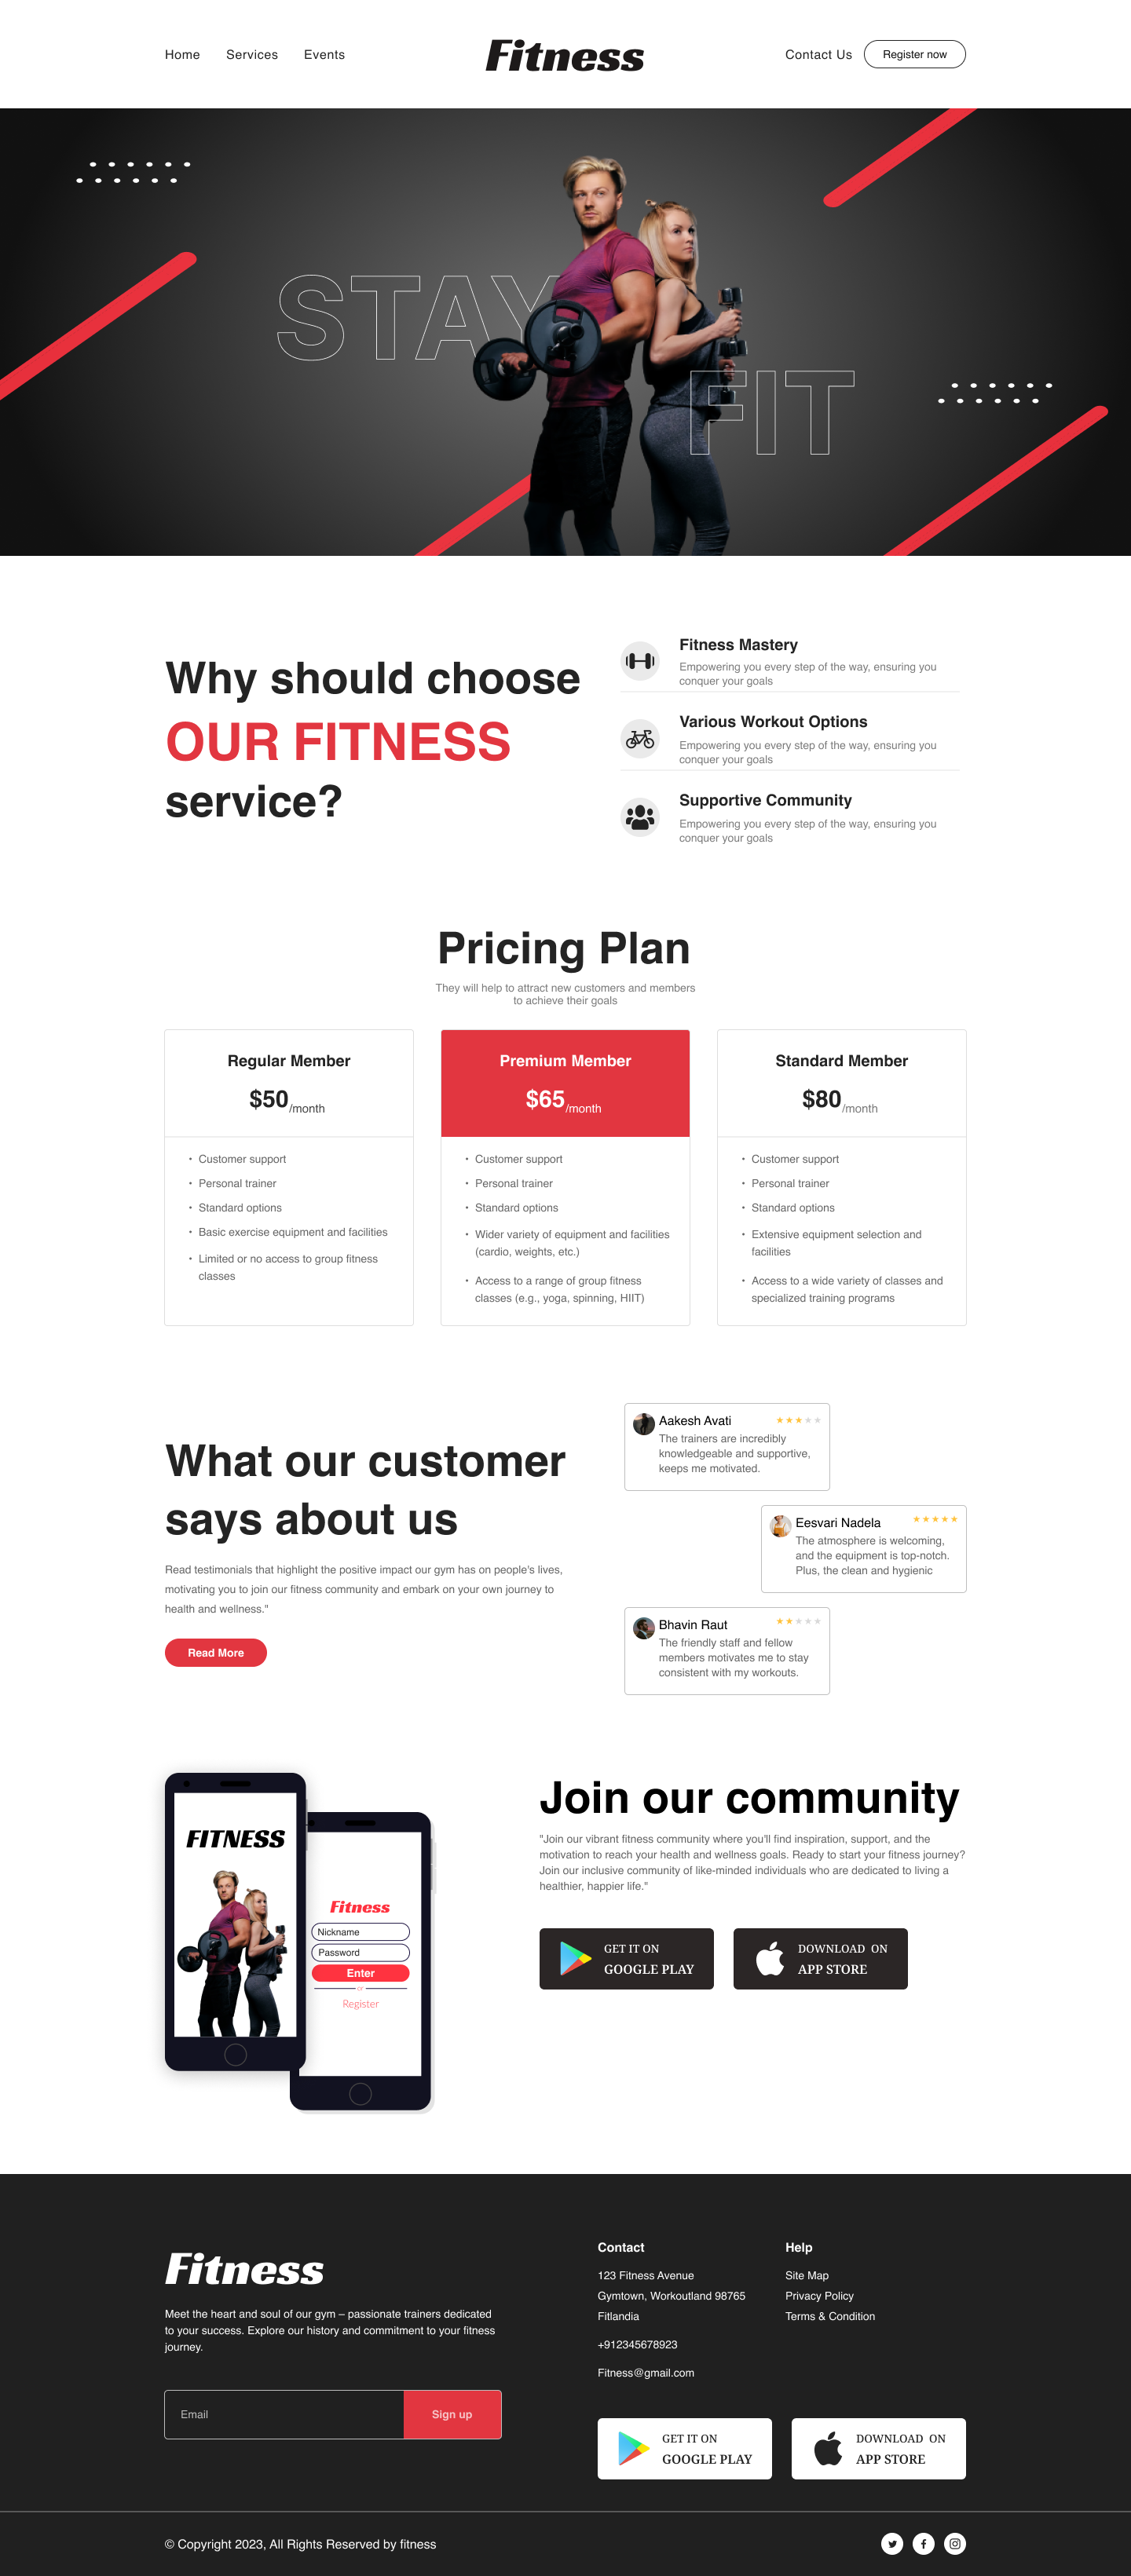 Home
Services
Events
Fitness
Contact Us
Register now
STAY
FIT
Why should choose
OUR FITNESS
service?
Fitness Mastery
Empowering you every step of the way, ensuring you
conquer your goals
Various Workout Options
Empowering you every step of the way, ensuring you
conquer your goals
Supportive Community
Empowering you every step of the way, ensuring you
conquer your goals
Pricing Plan
They will help to attract new customers and members
to achieve their goals
Regular Member
$50/month
• Customer support
• Personal trainer
• Standard options
• Basic exercise equipment and facilities
• Limited or no access to group fitness
classes
Premium Member
$65/month
• Customer support
• Personal trainer
• Standard options
• Wider variety of equipment and facilities
(cardio, weights, etc.)
• Access to a range of group fitness
classes (e.g., yoga, spinning, HIIT)
Standard Member
$80/month
• Customer support
• Personal trainer
• Standard options
• Extensive equipment selection and
facilities
• Access to a wide variety of classes and
specialized training programs
What our customer
says about us
Read testimonials that highlight the positive impact our gym has on people's lives,
motivating you to join our fitness community and embark on your own journey to
health and wellness."
Read More
Aakesh Avati
The trainers are incredibly
knowledgeable and supportive,
keeps me motivated.
Eesvari Nadela
The atmosphere is welcoming,
and the equipment is top-notch.
Plus, the clean and hygienic
Bhavin Raut
The friendly staff and fellow
members motivates me to stay
consistent with my workouts.
FITNESS
Fitness
Nickname
Password
Enter
or
Register
Join our community
"Join our vibrant fitness community where you'll find inspiration, support, and the
motivation to reach your health and wellness goals. Ready to start your fitness journey?
Join our inclusive community of like-minded individuals who are dedicated to living a
healthier, happier life."
GET IT ON
GOOGLE PLAY
DOWNLOAD ON
APP STORE
Fitness
Meet the heart and soul of our gym – passionate trainers dedicated
to your success. Explore our history and commitment to your fitness
journey.
Email
Sign up
Contact
123 Fitness Avenue
Gymtown, Workoutland 98765
Fitlandia
+912345678923
Fitness@gmail.com
Help
Site Map
Privacy Policy
Terms & Condition
GET IT ON
GOOGLE PLAY
DOWNLOAD ON
APP STORE
© Copyright 2023, All Rights Reserved by fitness